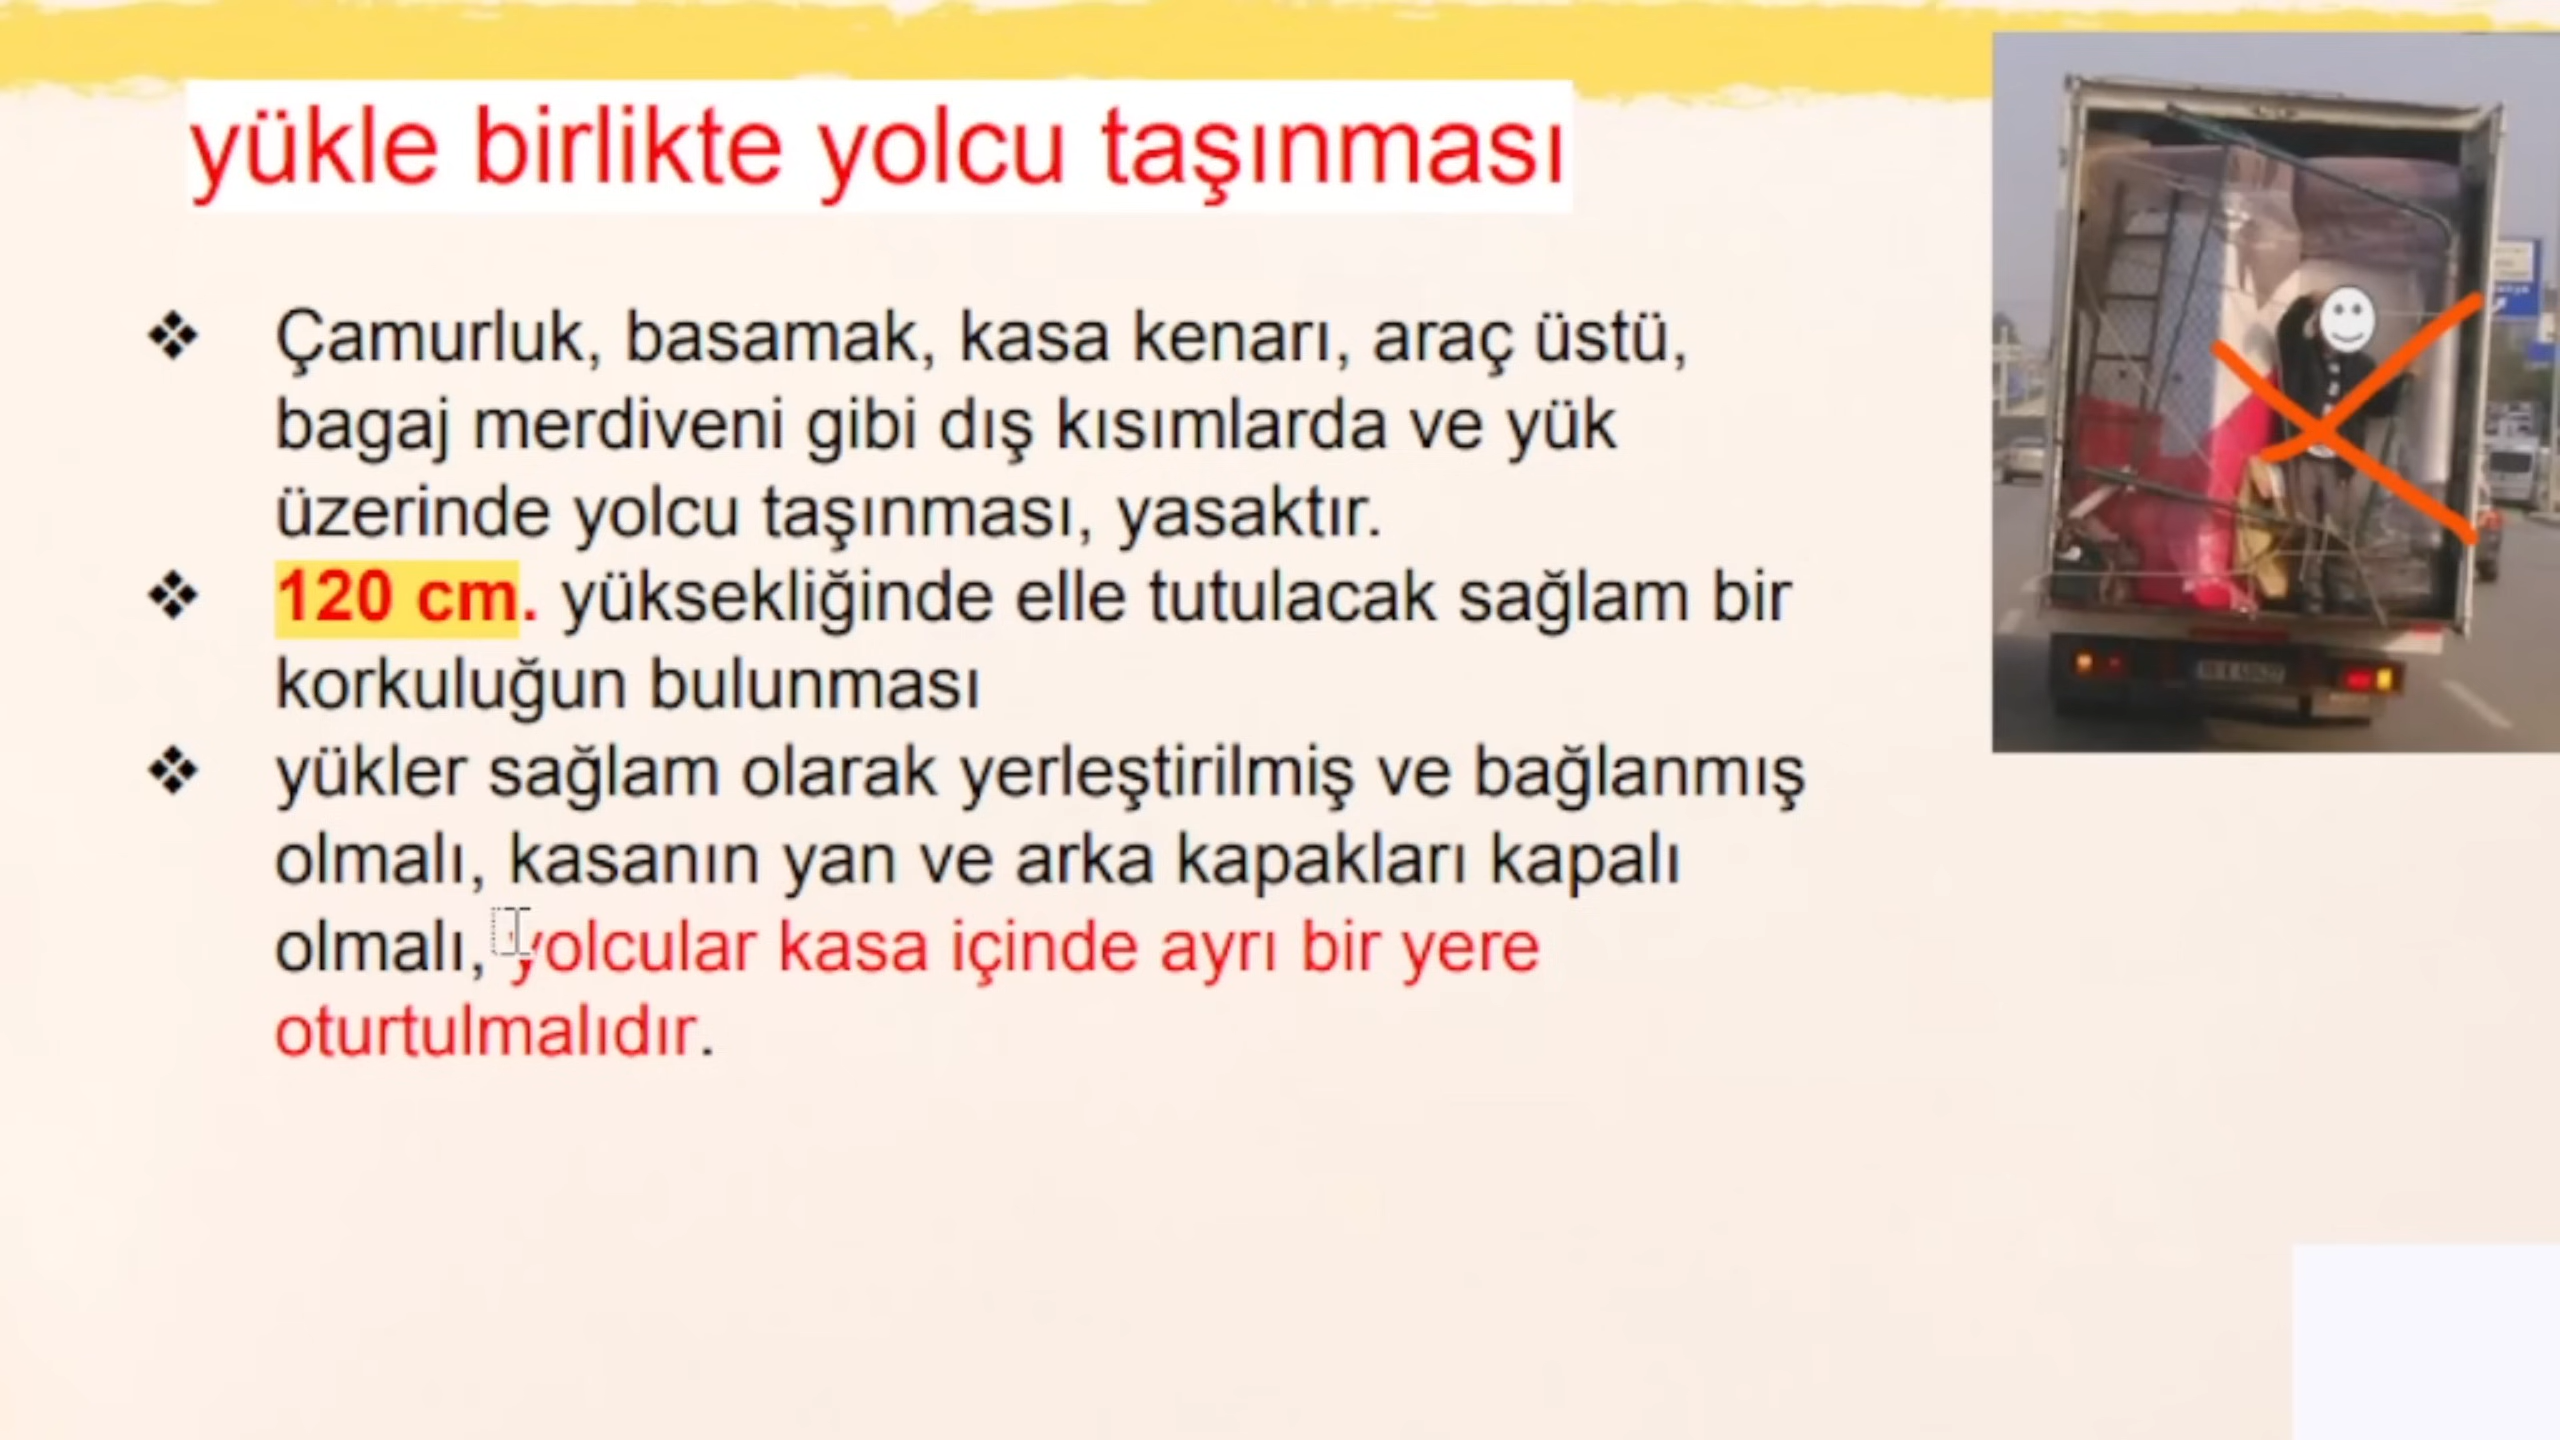 yükle birlikte yolcu taşınması
❖ Çamurluk, basamak, kasa kenarı, araç üstü,
bagaj merdiveni gibi dış kısımlarda ve yük
üzerinde yolcu taşınması, yasaktır.
❖ 120 cm. yüksekliğinde elle tutulacak sağlam bir
korkuluğun bulunması
❖ yükler sağlam olarak yerleştirilmiş ve bağlanmış
olmalı, kasanın yan ve arka kapakları kapalı
olmalı, yolcular kasa içinde ayrı bir yere
oturtulmalıdır.